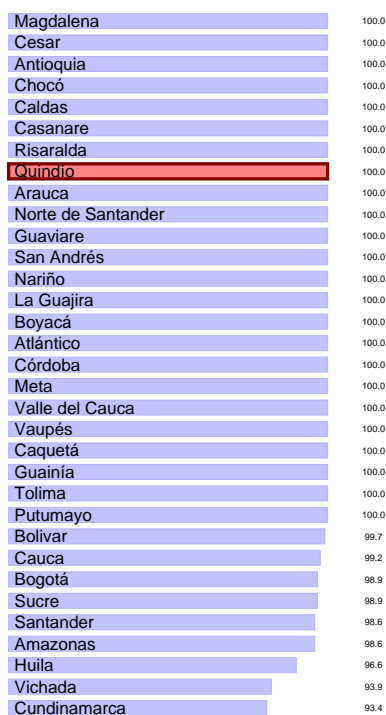 Magdalena 100.0
Cesar 100.0
Antioquia 100.0
Chocó 100.0
Caldas 100.0
Casanare 100.0
Risaralda 100.0
Quindío 100.0
Arauca 100.0
Norte de Santander 100.0
Guaviare 100.0
San Andrés 100.0
Nariño 100.0
La Guajira 100.0
Boyacá 100.0
Atlántico 100.0
Córdoba 100.0
Meta 100.0
Valle del Cauca 100.0
Vaupés 100.0
Caquetá 100.0
Guainía 100.0
Tolima 100.0
Putumayo 100.0
Bolivar 99.7
Cauca 99.2
Bogotá 98.9
Sucre 98.9
Santander 98.6
Amazonas 98.6
Huila 96.6
Vichada 93.9
Cundinamarca 93.4